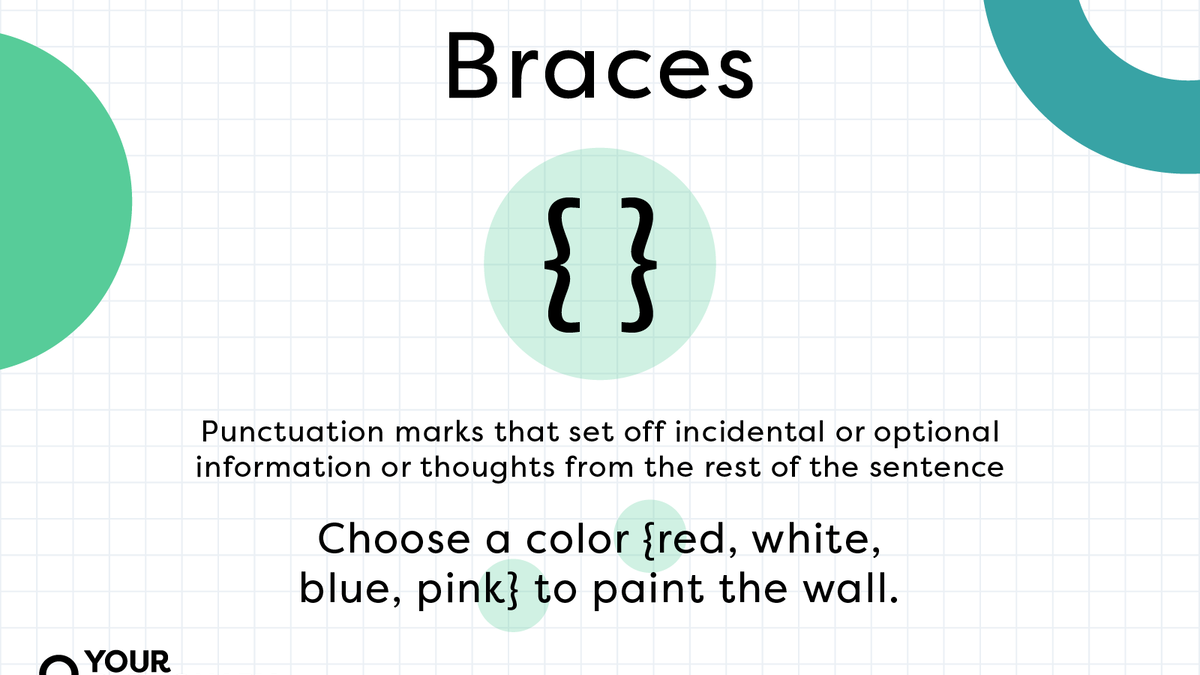 Braces
{ }
Punctuation marks that set off incidental or optional
information or thoughts from the rest of the sentence
Choose a color {red, white,
blue, pink} to paint the wall.
YOUR